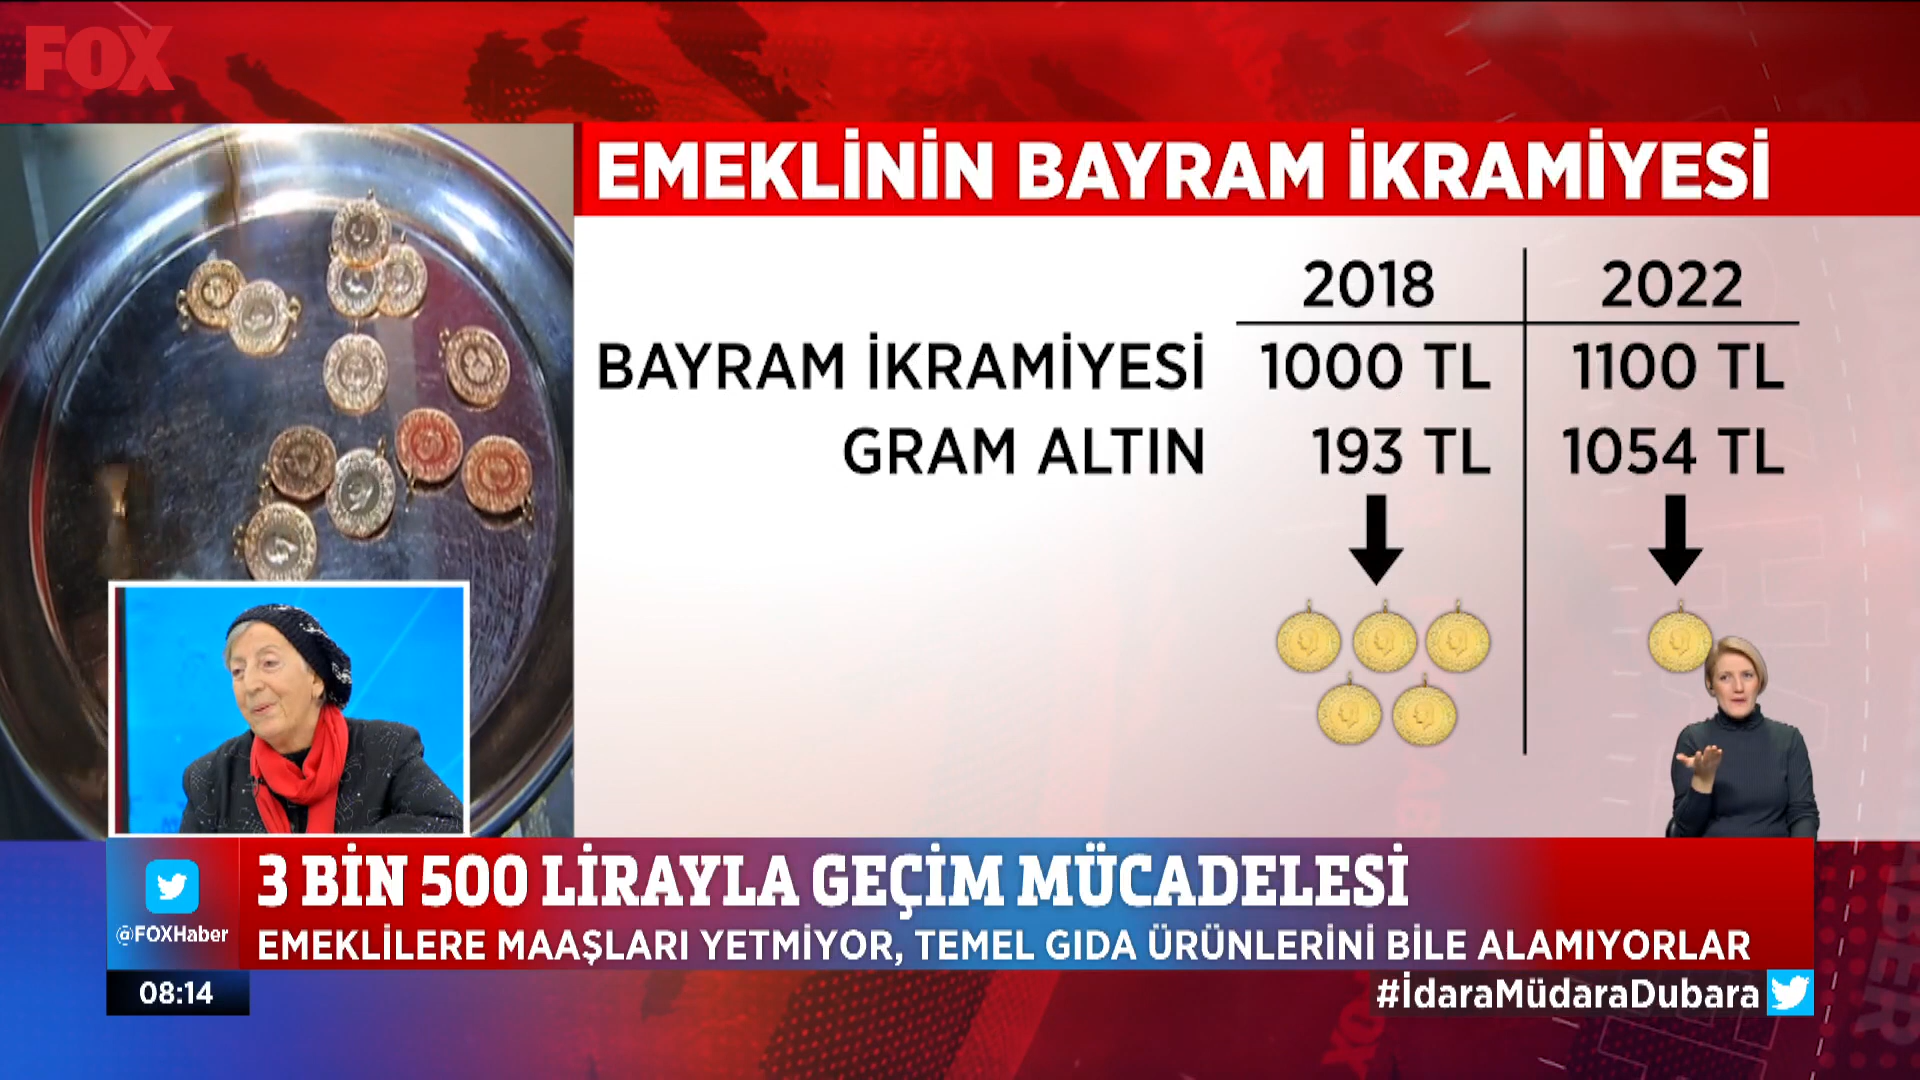 FOX
EMEKLİNİN BAYRAM İKRAMİYESİ
2018 2022
BAYRAM İKRAMİYESİ 1000 TL 1100 TL
GRAM ALTIN 193 TL 1054 TL
3 BİN 500 LİRAYLA GEÇİM MÜCADELESİ
@FOXHaber
EMEKLİLERE MAAŞLARI YETMİYOR, TEMEL GIDA ÜRÜNLERİNİ BİLE ALAMIYORLAR
08:14
#İdaraMüdaraDubara